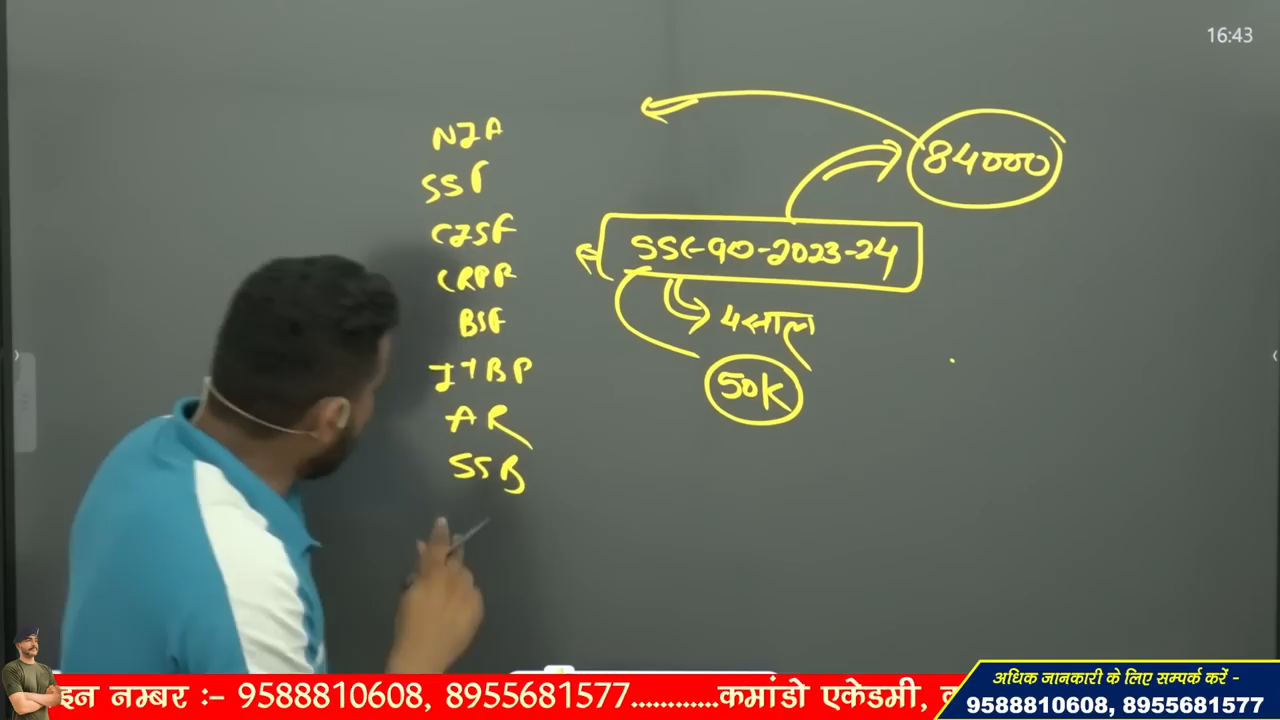 16:43
NIA
SSF
CISF
CRPF
BSF
ITBP
AR
SSB
84000
SSC-GD-2023-24
4साल
50K
इन नम्बर :- 9588810608, 8955681577............कमांडो एकेडमी,
अधिक जानकारी के लिए सम्पर्क करें -
9588810608, 8955681577